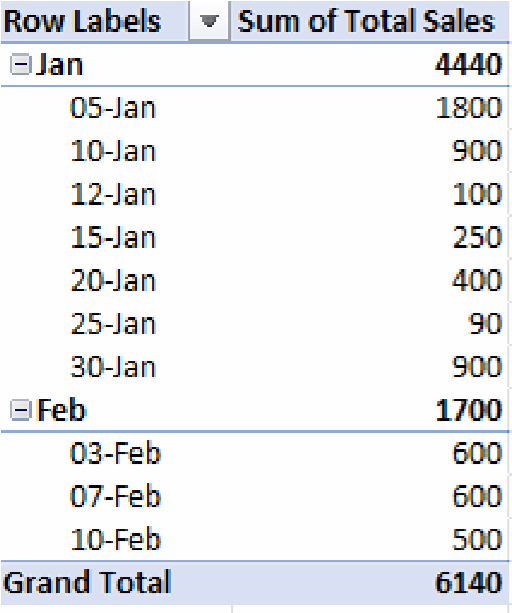 Row Labels Sum of Total Sales
Jan 4440
05-Jan 1800
10-Jan 900
12-Jan 100
15-Jan 250
20-Jan 400
25-Jan 90
30-Jan 900
Feb 1700
03-Feb 600
07-Feb 600
10-Feb 500
Grand Total 6140